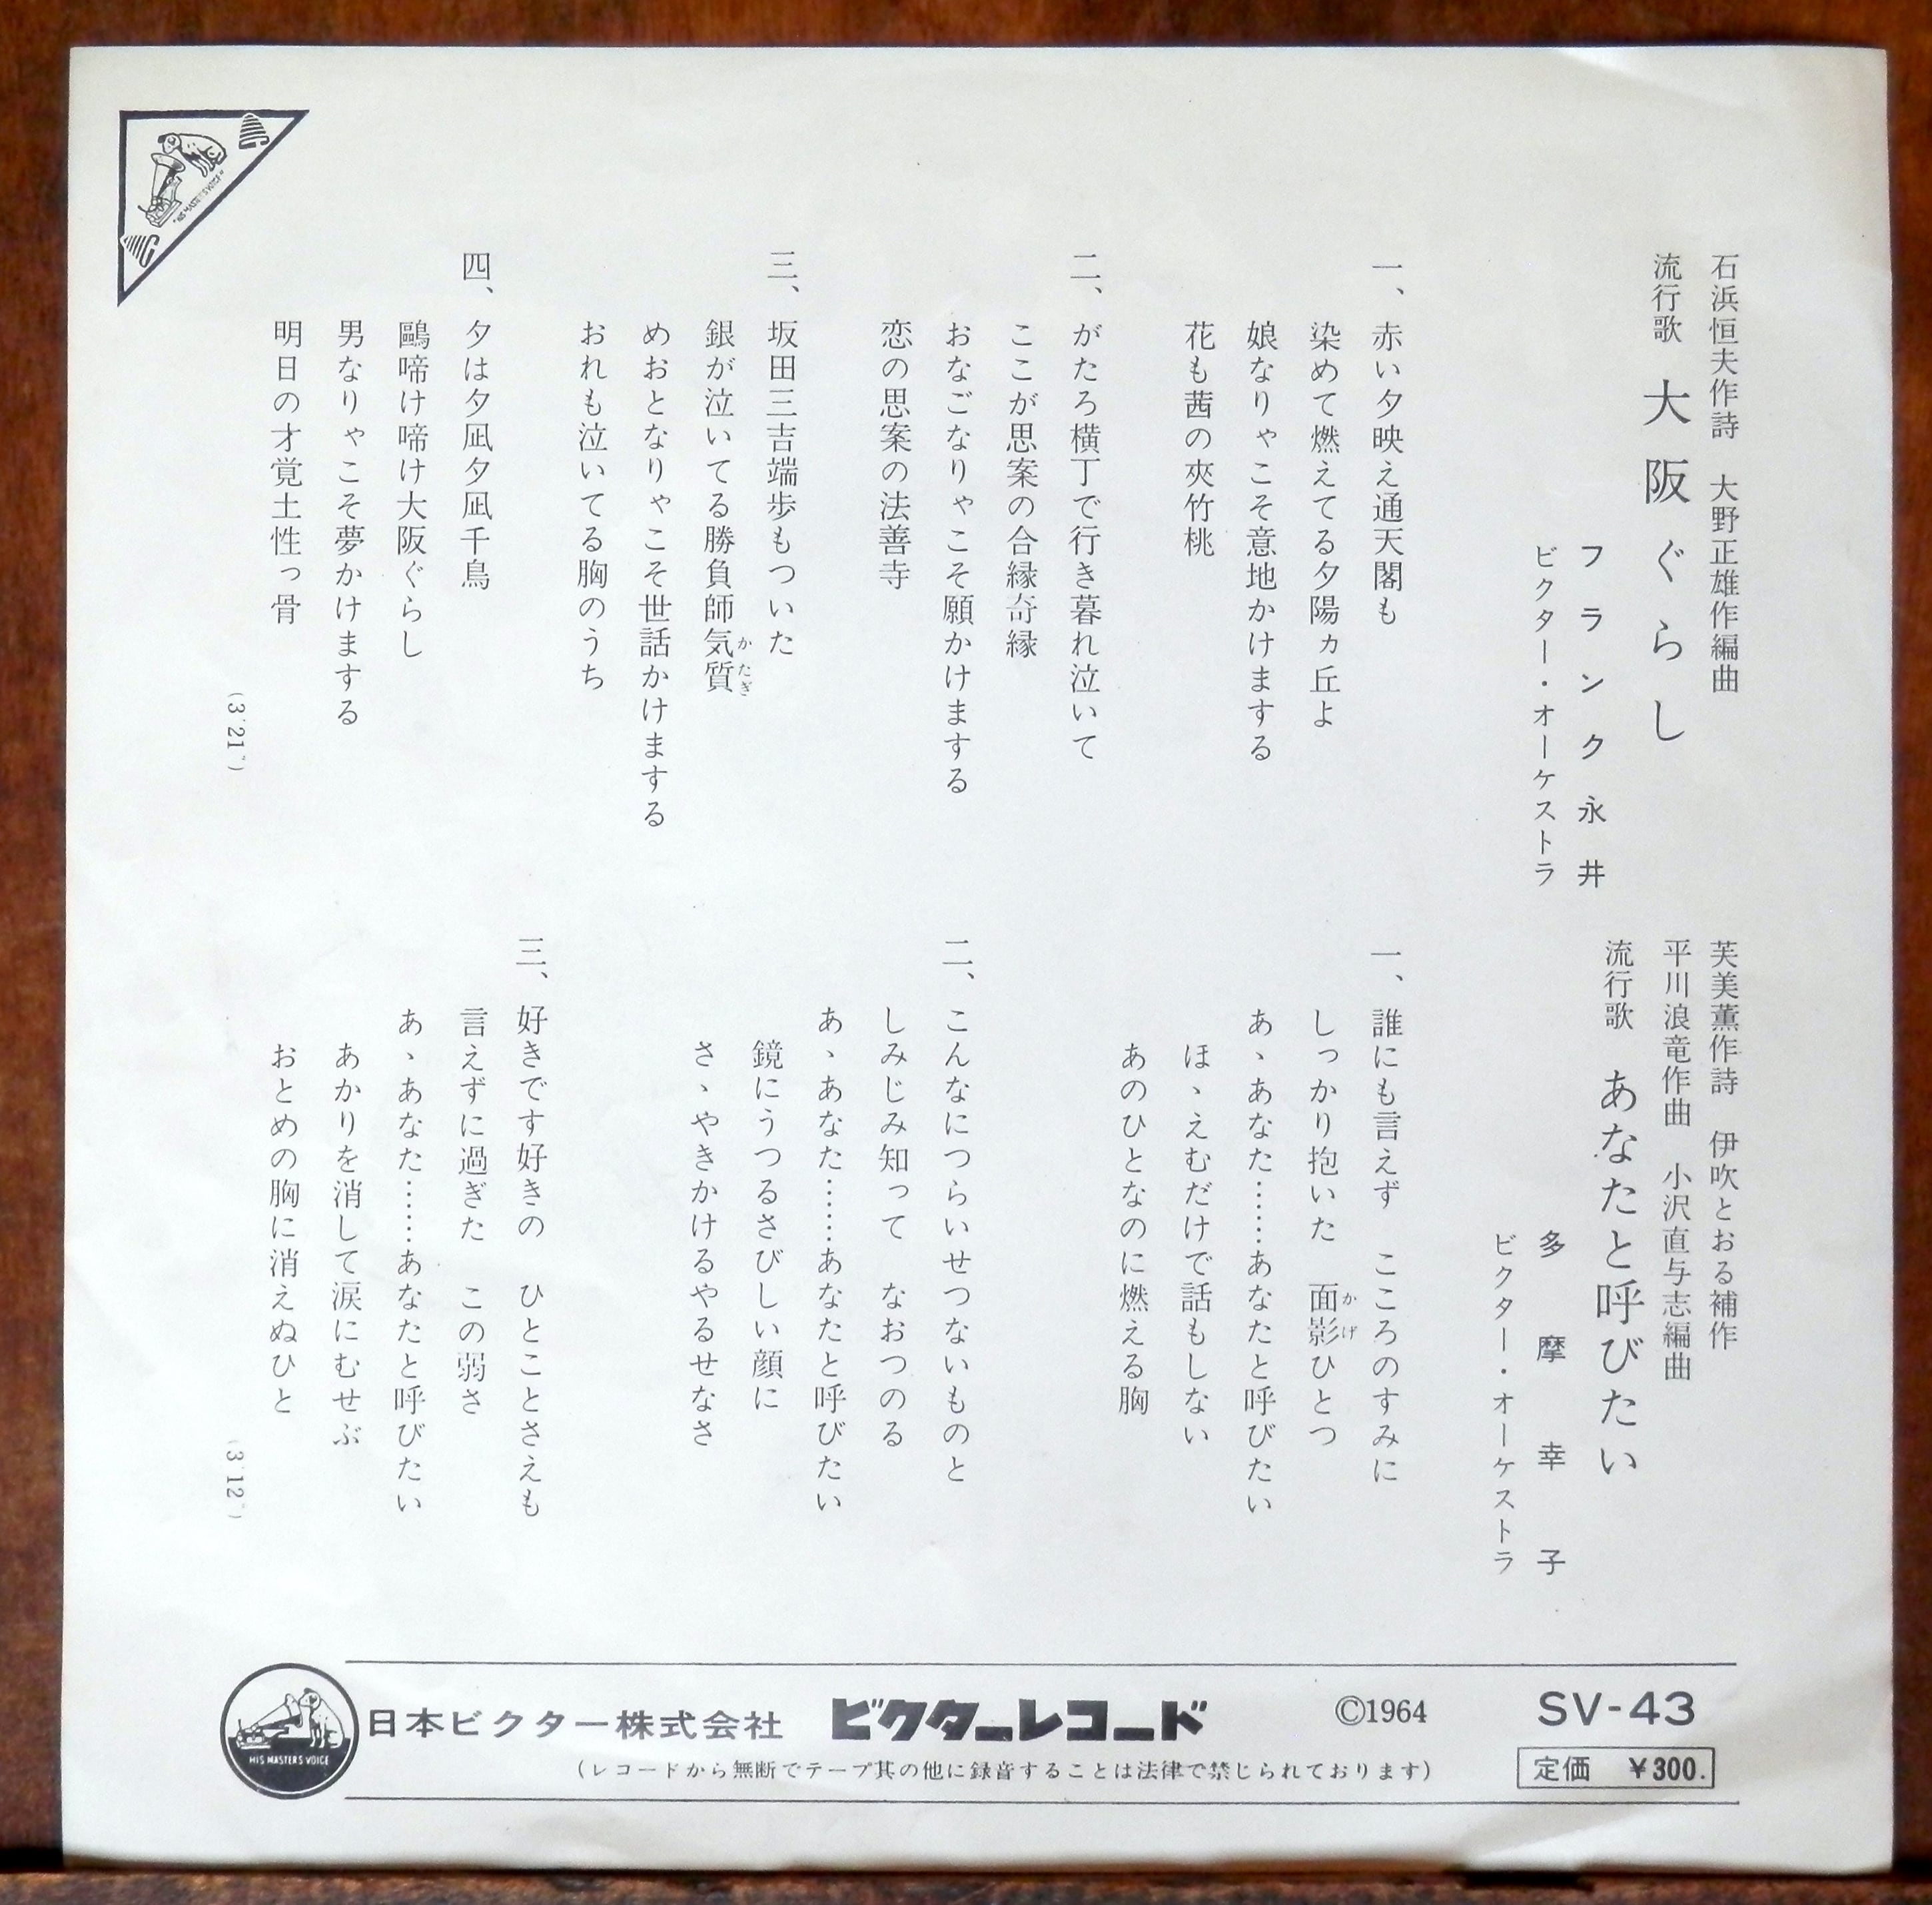 石浜恒夫作詩　大野正雄作編曲
流行歌　大阪ぐらし
フランク永井
ビクター・オーケストラ
一、赤い夕映え通天閣も
染めて燃えてる夕陽ヵ丘よ
娘なりゃこそ意地かけまする
花も茜の夾竹桃
二、がたろ横丁で行き暮れ泣いて
ここが思案の合縁奇縁
おなごなりゃこそ願かけまする
恋の思案の法善寺
三、坂田三吉端歩もついた
銀が泣いてる勝負師気質
かたぎ
めおとなりゃこそ世話かけまする
おれも泣いてる胸のうち
四、夕は夕凪夕凪千鳥
鷗啼け啼け大阪ぐらし
男なりゃこそ夢かけまする
明日の才覚土性っ骨
(3'21")
芙美薫作詩　伊吹とおる補作
平川浪竜作曲　小沢直与志編曲
流行歌　あなたと呼びたい
多摩幸子
ビクター・オーケストラ
一、誰にも言えず　こころのすみに
しっかり抱いた　面影ひとつ
かげ
あゝあなた……あなたと呼びたい
ほゝえむだけで話もしない
あのひとなのに燃える胸
二、こんなにつらいせつないものと
しみじみ知って　なおつのる
あゝあなた……あなたと呼びたい
鏡にうつるさびしい顔に
さゝやきかけるやるせなさ
三、好きです好きの　ひとことさえも
言えずに過ぎた　この弱さ
あゝあなた……あなたと呼びたい
あかりを消して涙にむせぶ
おとめの胸に消えぬひと
(3'12")
"HIS MASTER'S VOICE"
HIS MASTERS VOICE
日本ビクター株式会社　ビクターレコード　©1964　SV-43
(レコードから無断でテープ其の他に録音することは法律で禁じられております)
定価　¥300.